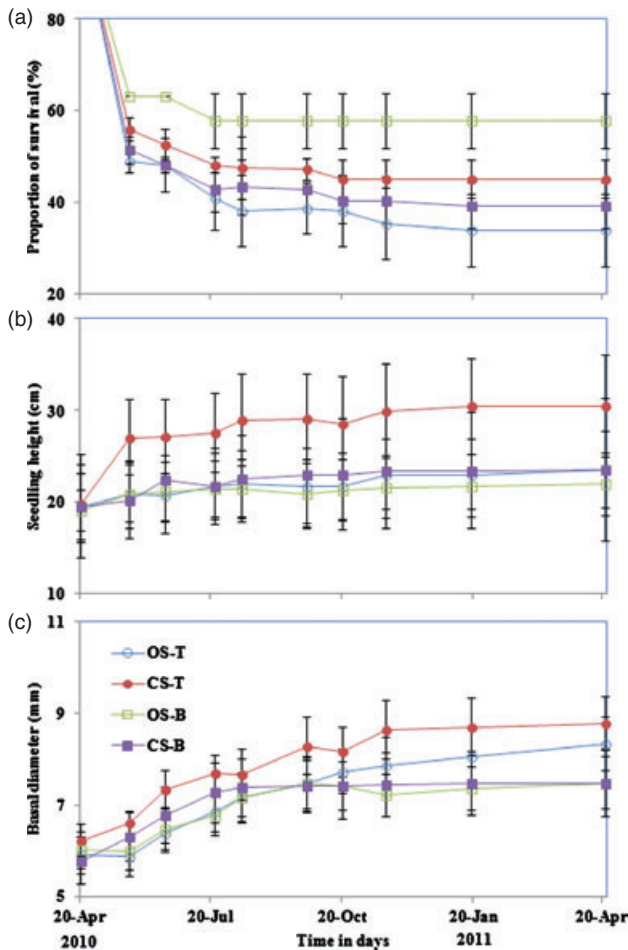 (a)
80
60
40
20
Proportion of survival (%)
(b)
40
30
20
10
Seedling height (cm)
(c)
11
9
7
5
Basal diameter (mm)
OS-T
CS-T
OS-B
CS-B
20-Apr 20-Jul 20-Oct 20-Jan 20-Apr
2010 Time in days 2011